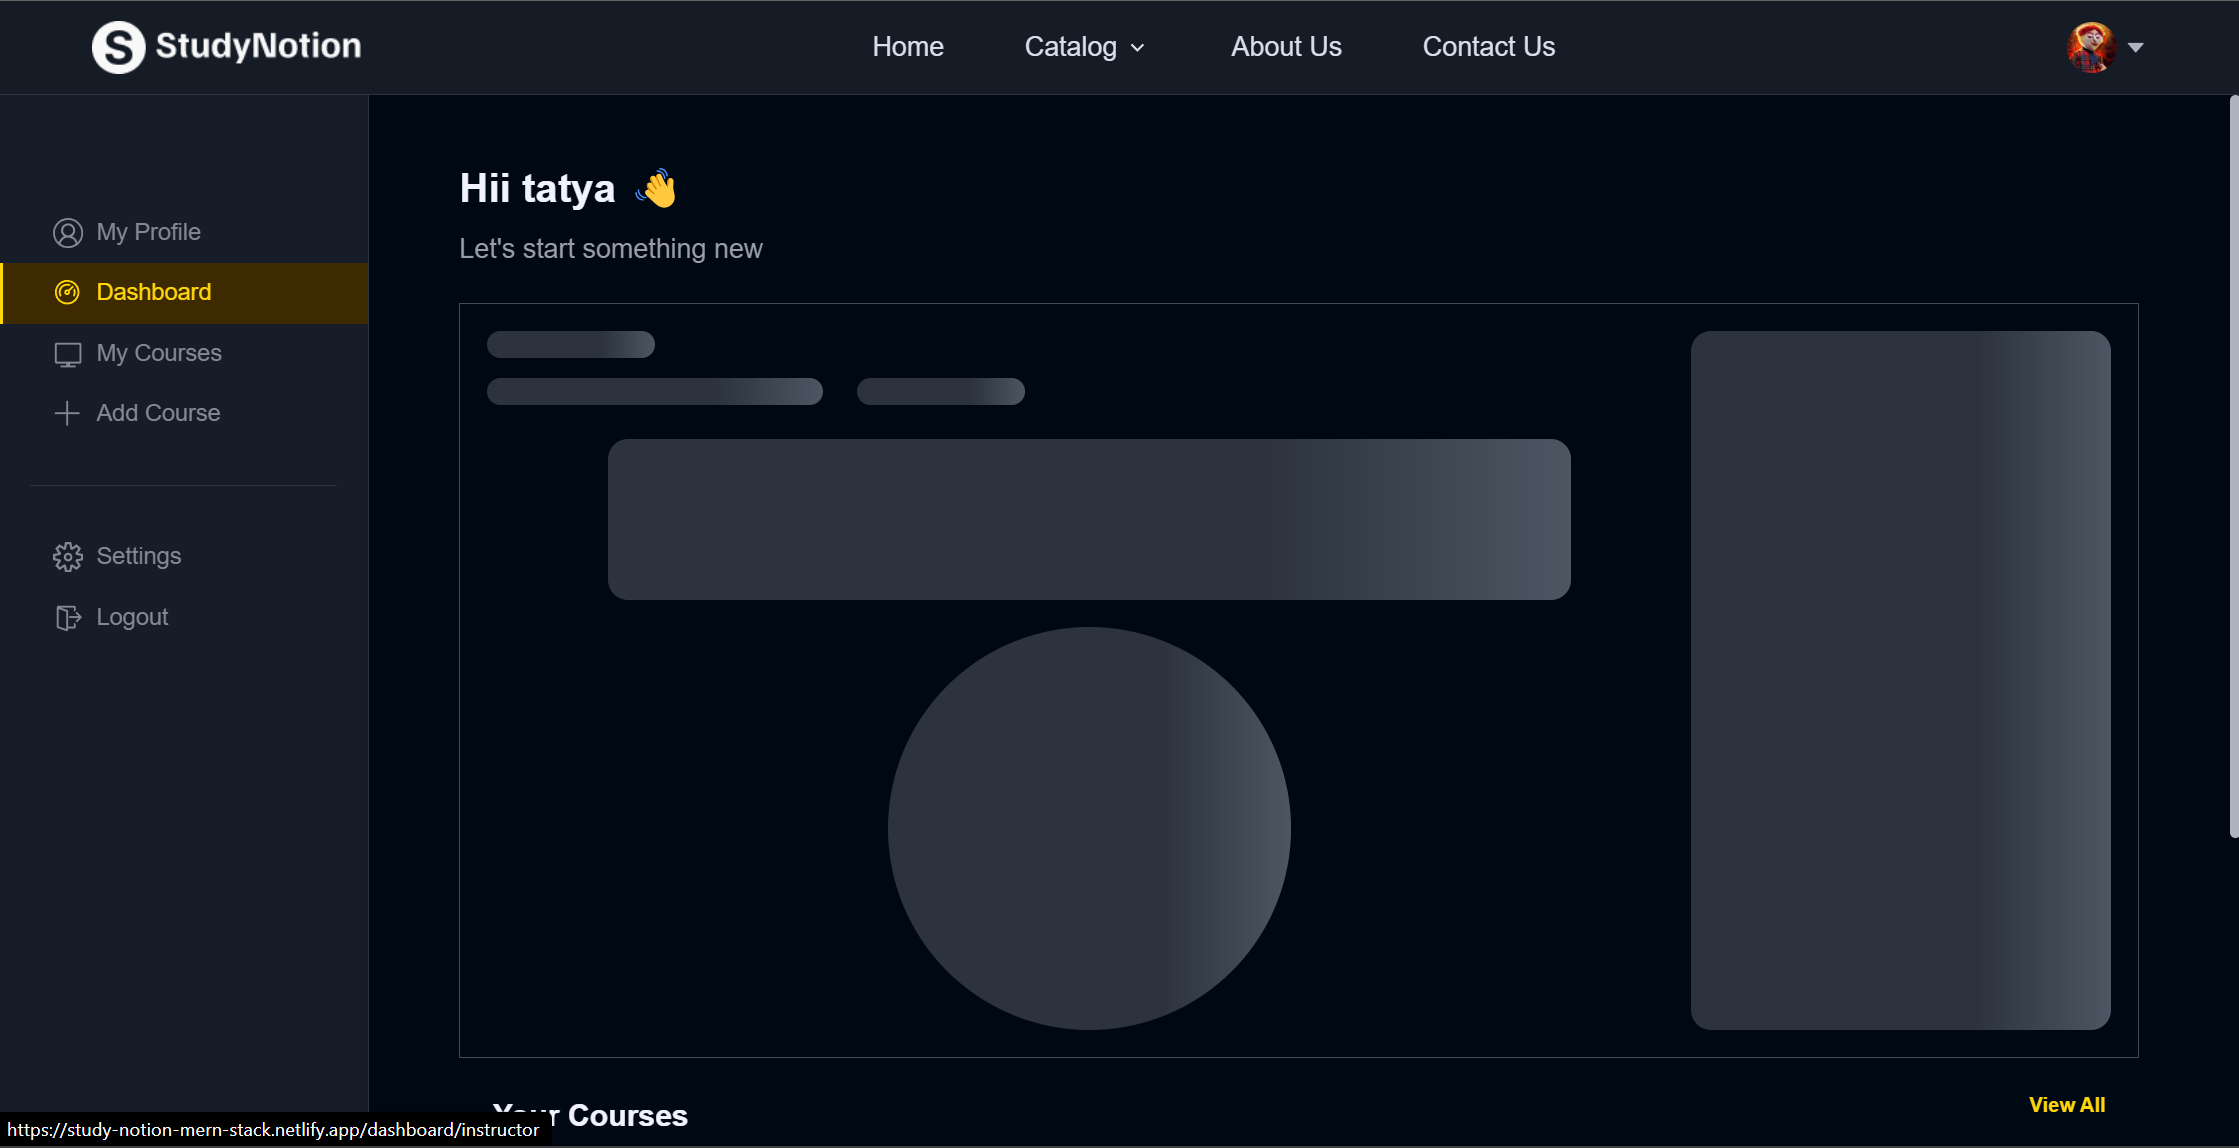 StudyNotion
Home Catalog About Us Contact Us
My Profile
Dashboard
My Courses
Add Course
Settings
Logout
Hii tatya 👋
Let's start something new
Your Courses
View All
https://study-notion-mern-stack.netlify.app/dashboard/instructor